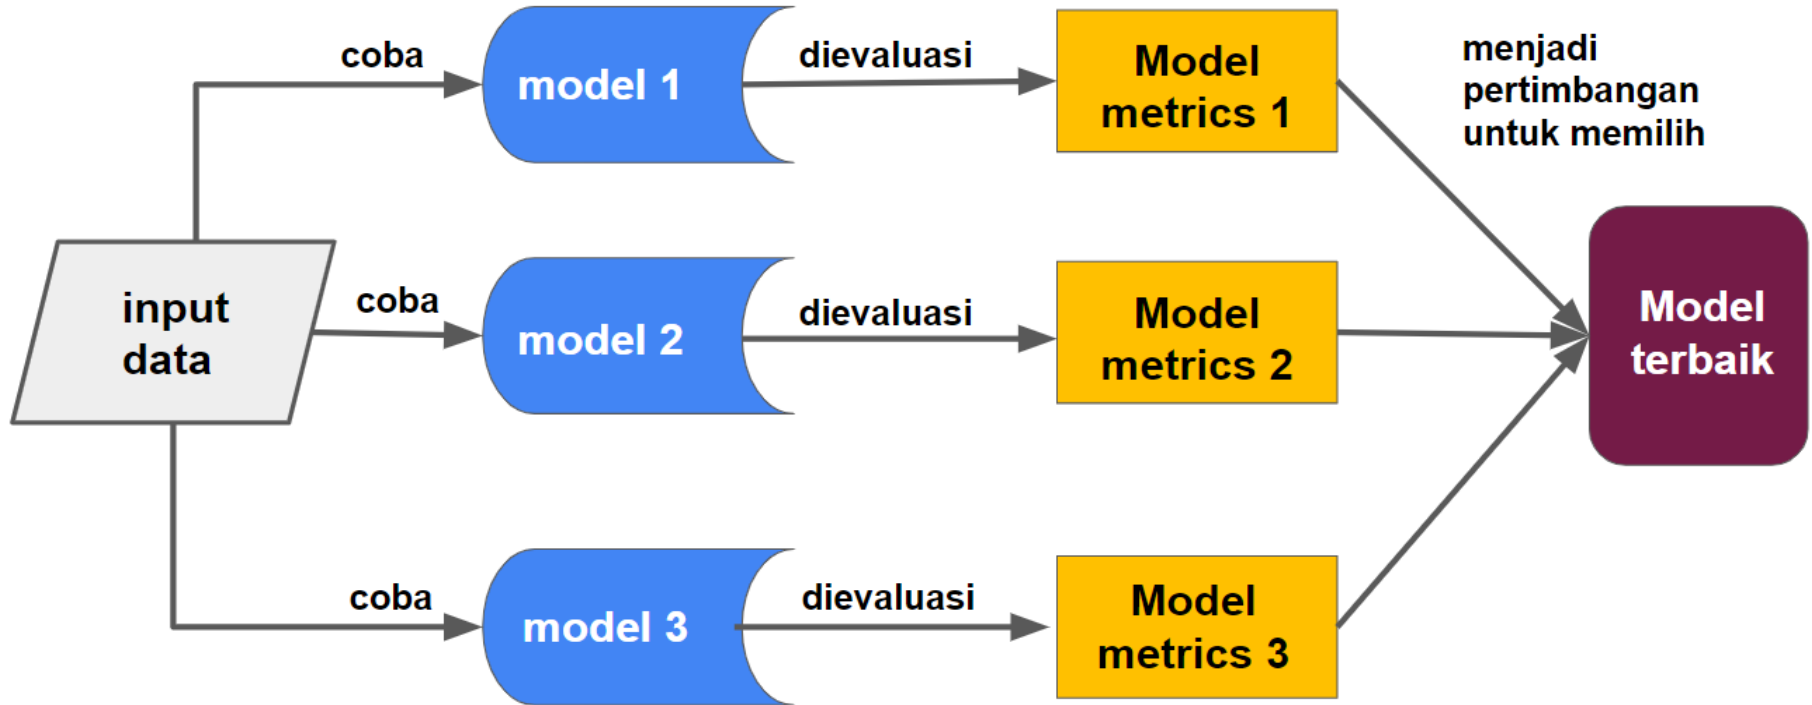 coba
model 1
dievaluasi
Model
metrics 1
menjadi
pertimbangan
untuk memilih
input
data
coba
model 2
dievaluasi
Model
metrics 2
Model
terbaik
coba
model 3
dievaluasi
Model
metrics 3